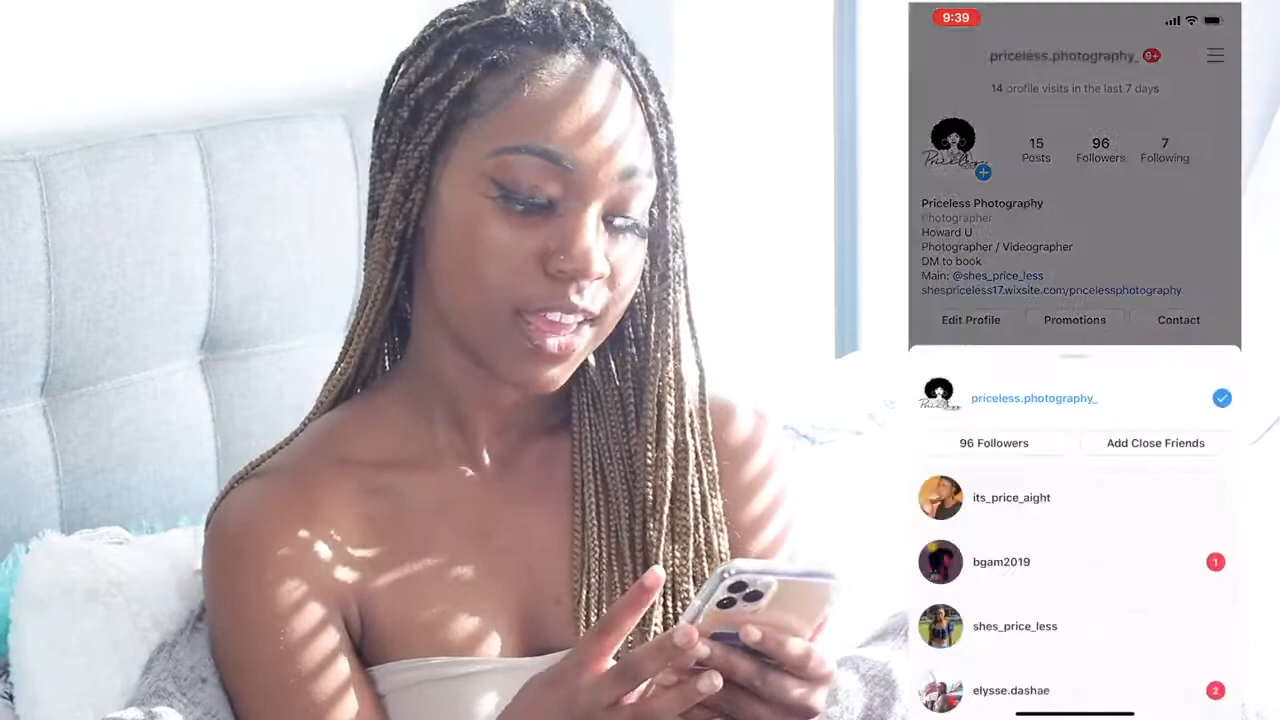 9:39
priceless.photography_ 9+
14 profile visits in the last 7 days
15 96 7
Posts Followers Following
Priceless
Priceless Photography
Photographer
Howard U
Photographer / Videographer
DM to book
Main: @shes_price_less
shespriceless17.wixsite.com/pricelessphotography
Edit Profile Promotions Contact
Priceless
priceless.photography_
96 Followers Add Close Friends
its_price_aight
bgam2019 1
shes_price_less
elysse.dashae 2